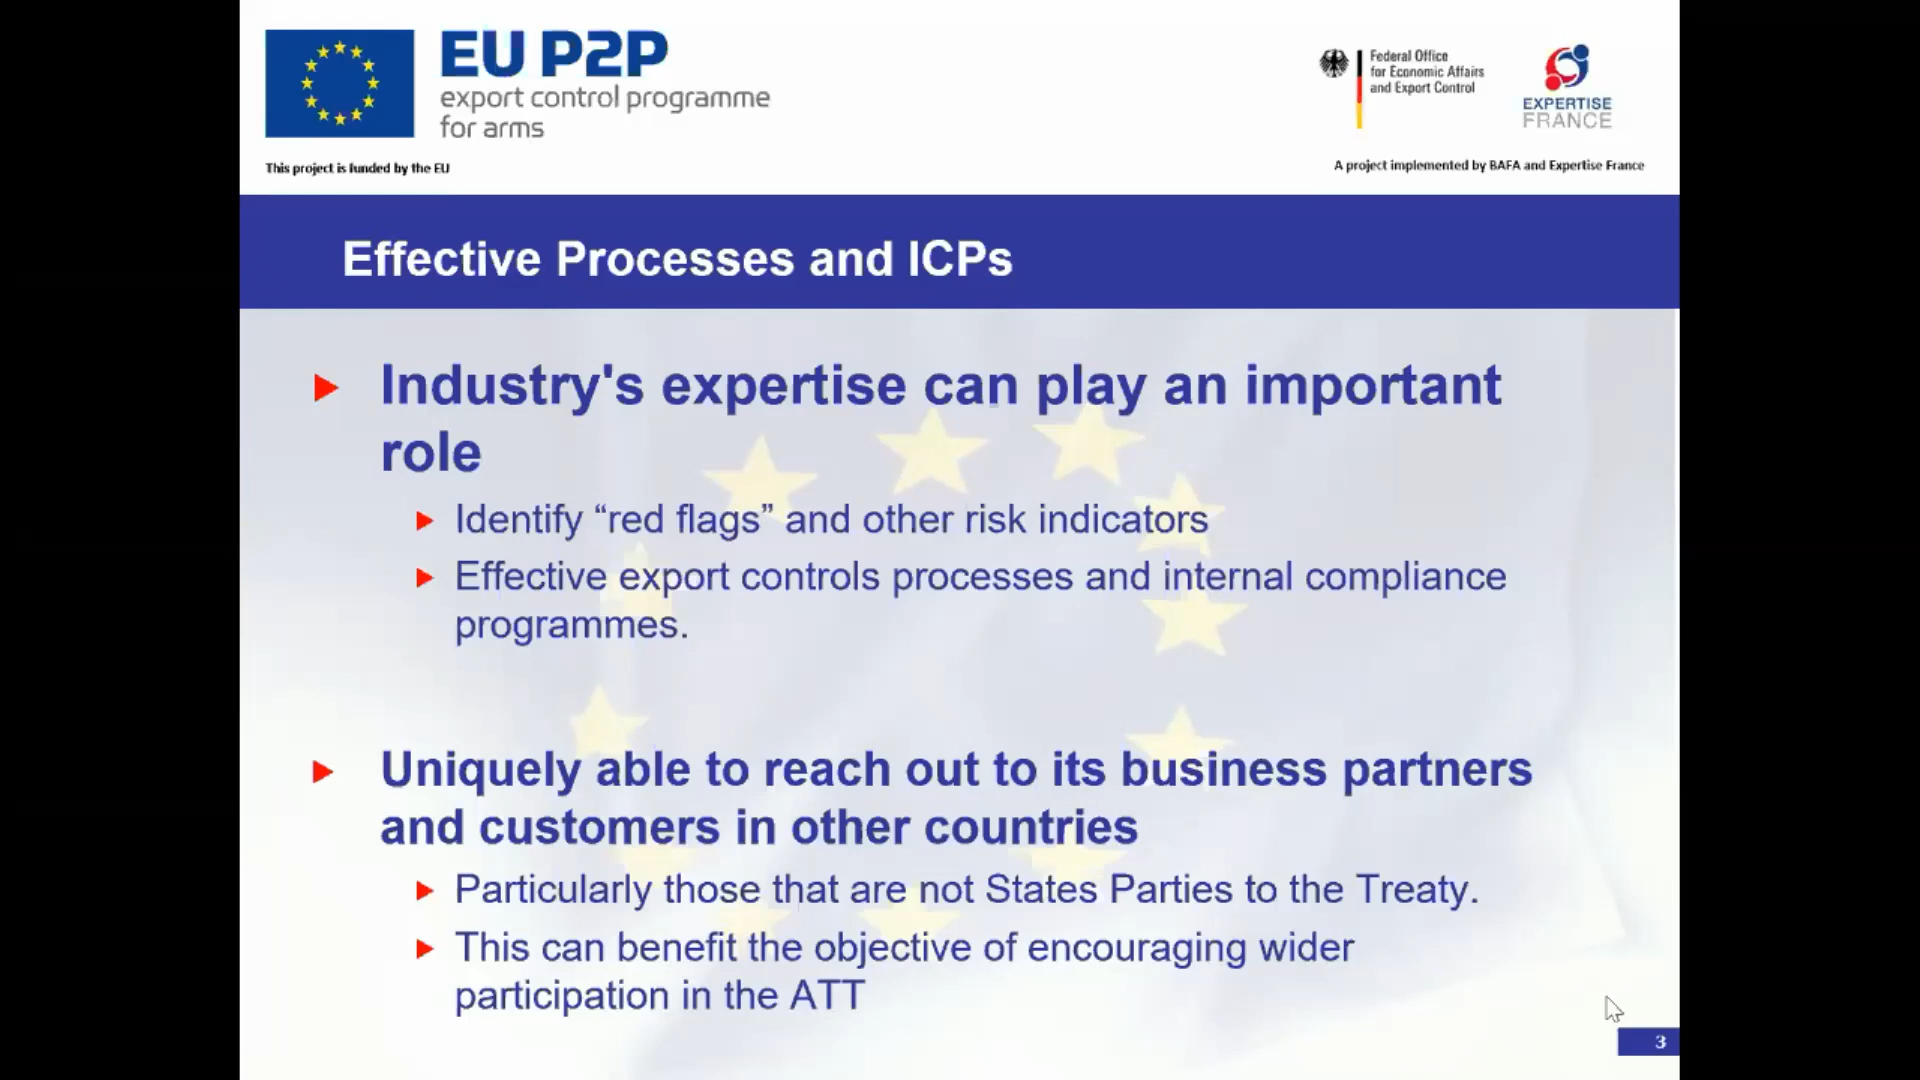 EU P2P
export control programme
for arms
This project is funded by the EU
Federal Office
for Economic Affairs
and Export Control
EXPERTISE
FRANCE
A project implemented by BAFA and Expertise France
Effective Processes and ICPs
Industry's expertise can play an important
role
Identify “red flags” and other risk indicators
Effective export controls processes and internal compliance
programmes.
Uniquely able to reach out to its business partners
and customers in other countries
Particularly those that are not States Parties to the Treaty.
This can benefit the objective of encouraging wider
participation in the ATT
3